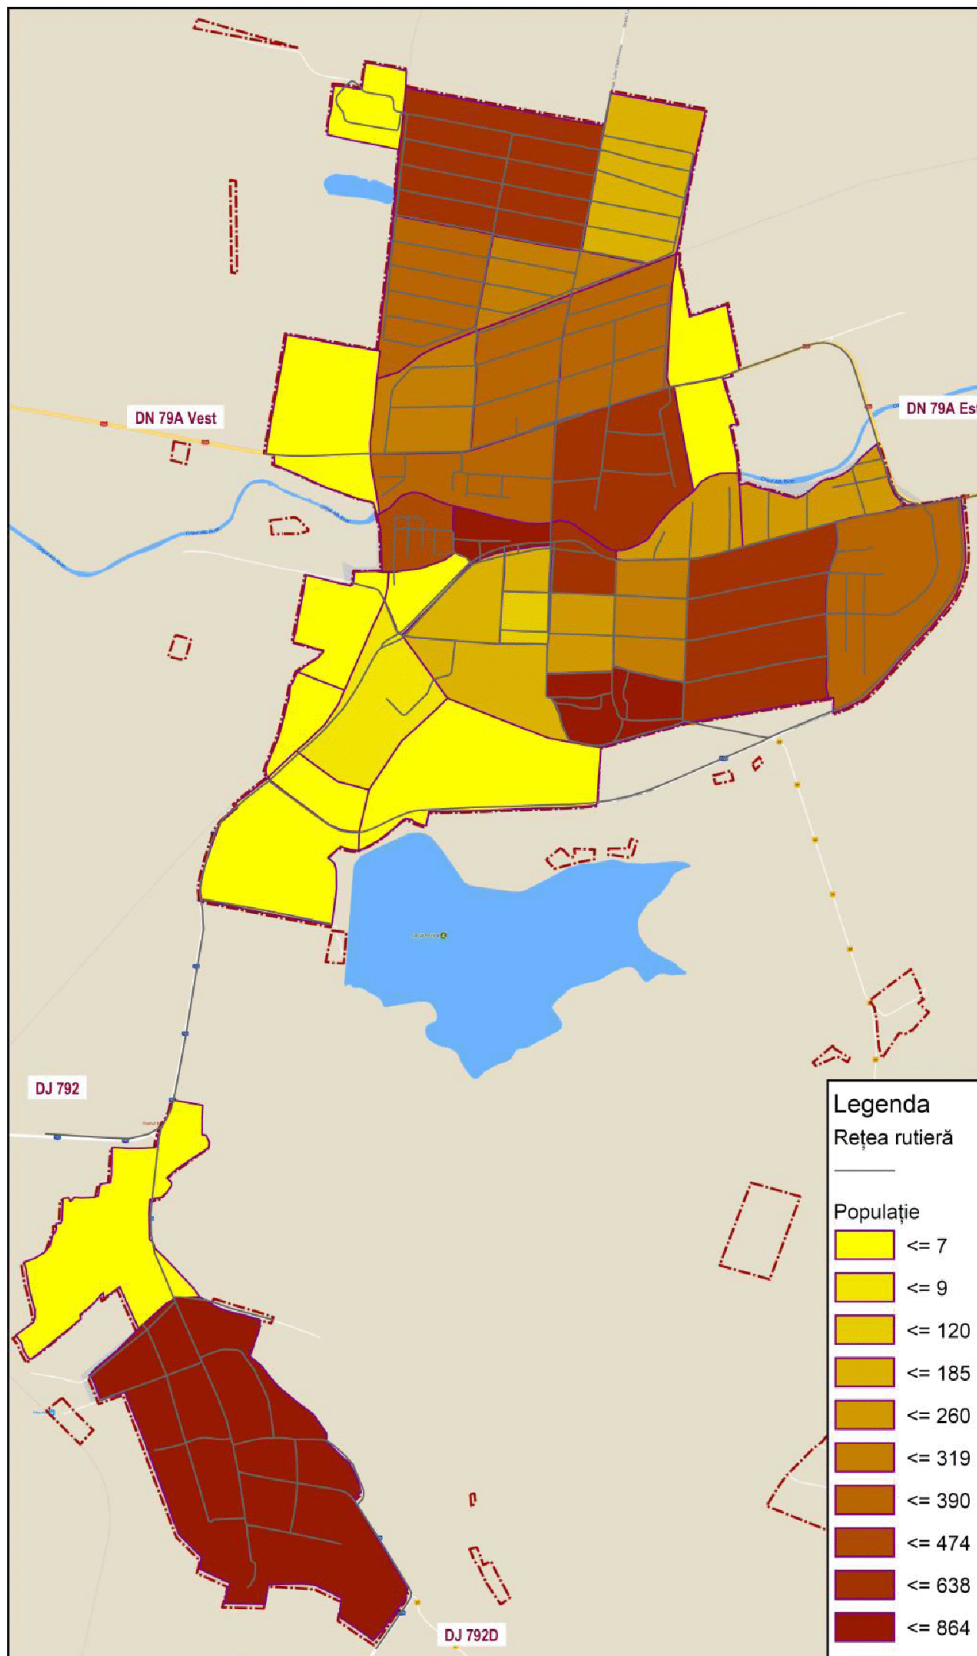 DN 79A Vest
DN 79A Es
DJ 792
DJ 792D
Legenda
Rețea rutieră
Populație
<= 7
<= 9
<= 120
<= 185
<= 260
<= 319
<= 390
<= 474
<= 638
<= 864